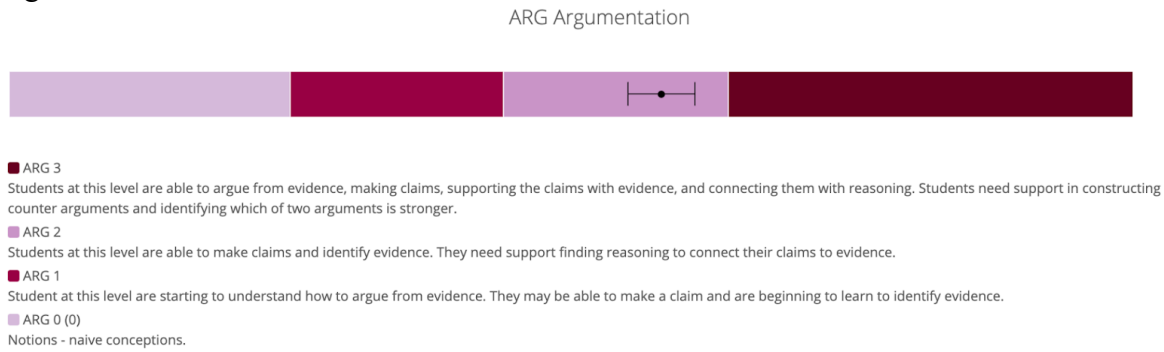 ARG Argumentation
ARG 3
Students at this level are able to argue from evidence, making claims, supporting the claims with evidence, and connecting them with reasoning. Students need support in constructing
counter arguments and identifying which of two arguments is stronger.
ARG 2
Students at this level are able to make claims and identify evidence. They need support finding reasoning to connect their claims to evidence.
ARG 1
Student at this level are starting to understand how to argue from evidence. They may be able to make a claim and are beginning to learn to identify evidence.
ARG 0 (0)
Notions - naive conceptions.